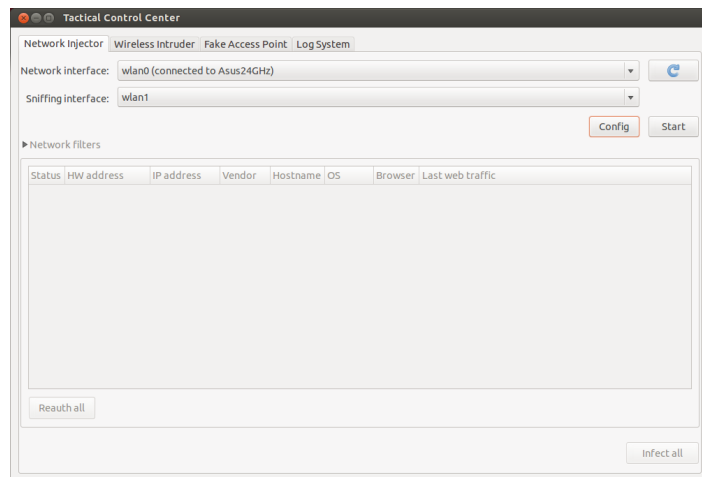 Tactical Control Center
Network Injector Wireless Intruder Fake Access Point Log System
Network interface: wlan0 (connected to Asus24GHz)
Sniffing interface: wlan1
Config Start
Network filters
Status HW address IP address Vendor Hostname OS Browser Last web traffic
Reauth all
Infect all